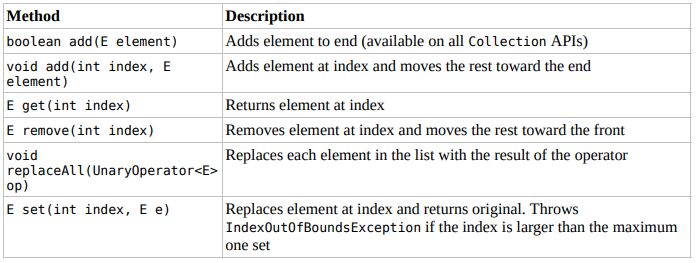 Method Description
boolean add(E element) Adds element to end (available on all Collection APIs)
void add(int index, E Adds element at index and moves the rest toward the end
element)
E get(int index) Returns element at index
E remove(int index) Removes element at index and moves the rest toward the front
void Replaces each element in the list with the result of the operator
replaceAll(UnaryOperator<E>
op)
E set(int index, E e) Replaces element at index and returns original. Throws
IndexOutOfBoundsException if the index is larger than the maximum
one set